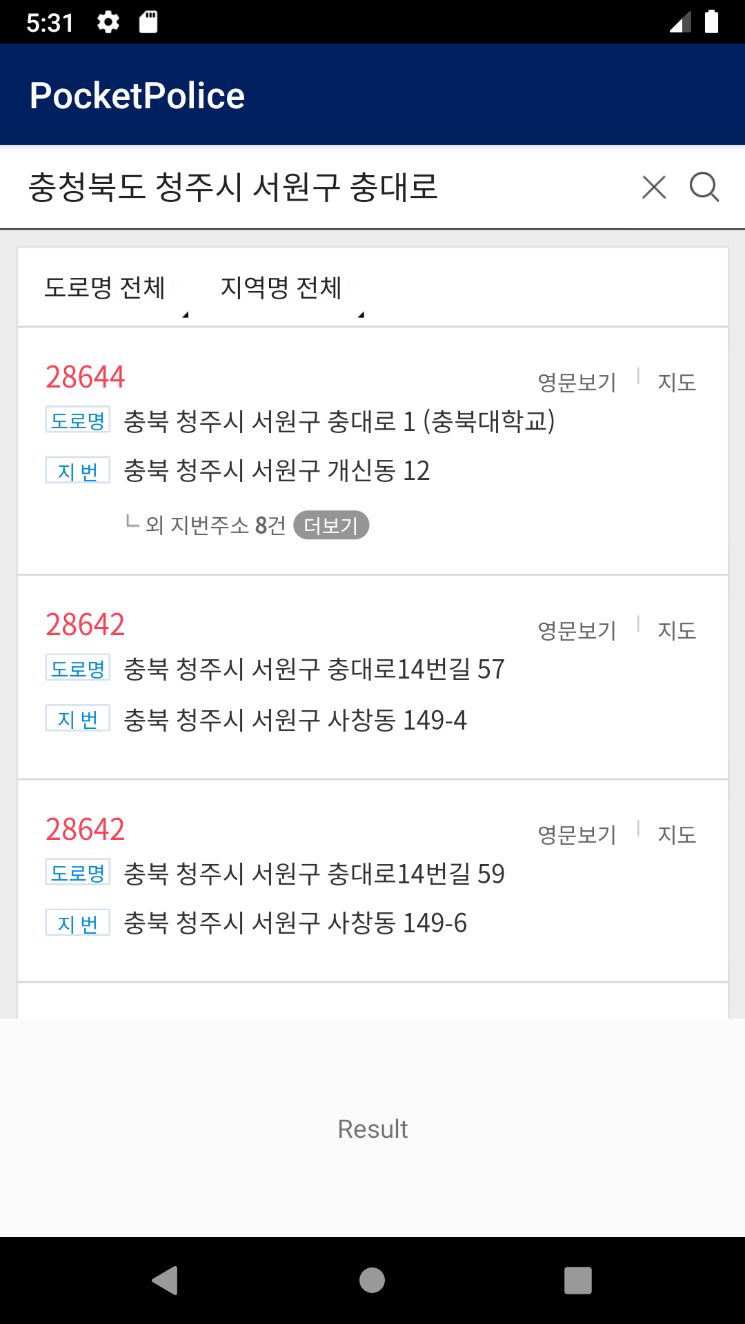 5:31
PocketPolice
충청북도 청주시 서원구 충대로
도로명 전체 지역명 전체
28644 영문보기 지도
도로명 충북 청주시 서원구 충대로 1 (충북대학교)
지번 충북 청주시 서원구 개신동 12
외 지번주소 8건 더보기
28642 영문보기 지도
도로명 충북 청주시 서원구 충대로14번길 57
지번 충북 청주시 서원구 사창동 149-4
28642 영문보기 지도
도로명 충북 청주시 서원구 충대로14번길 59
지번 충북 청주시 서원구 사창동 149-6
Result